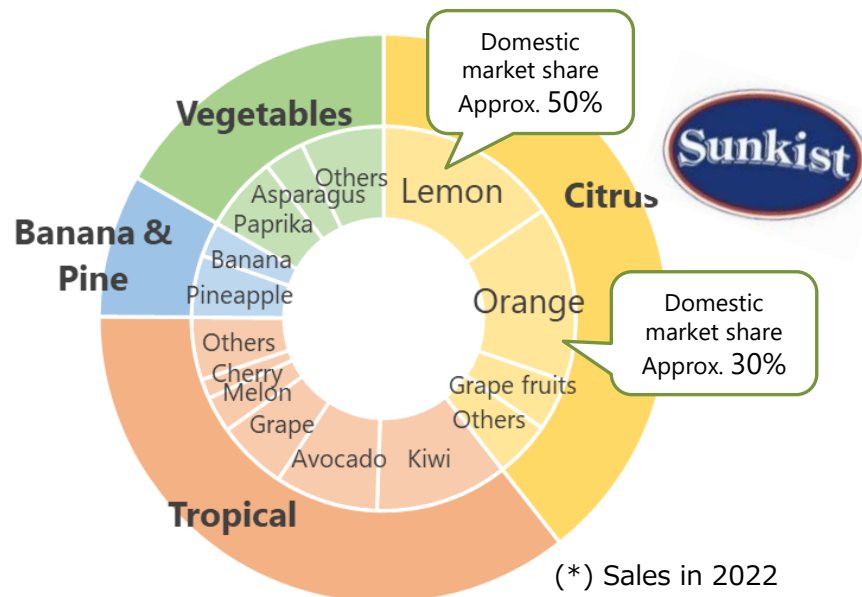 Domestic
market share
Approx. 50%
Sunkist
Vegetables
Others
Asparagus
Paprika
Lemon
Citrus
Banana &
Pine
Banana
Pineapple
Orange
Domestic
market share
Approx. 30%
Others
Cherry
Melon
Grape
Avocado
Kiwi
Grape fruits
Others
Tropical
(*) Sales in 2022